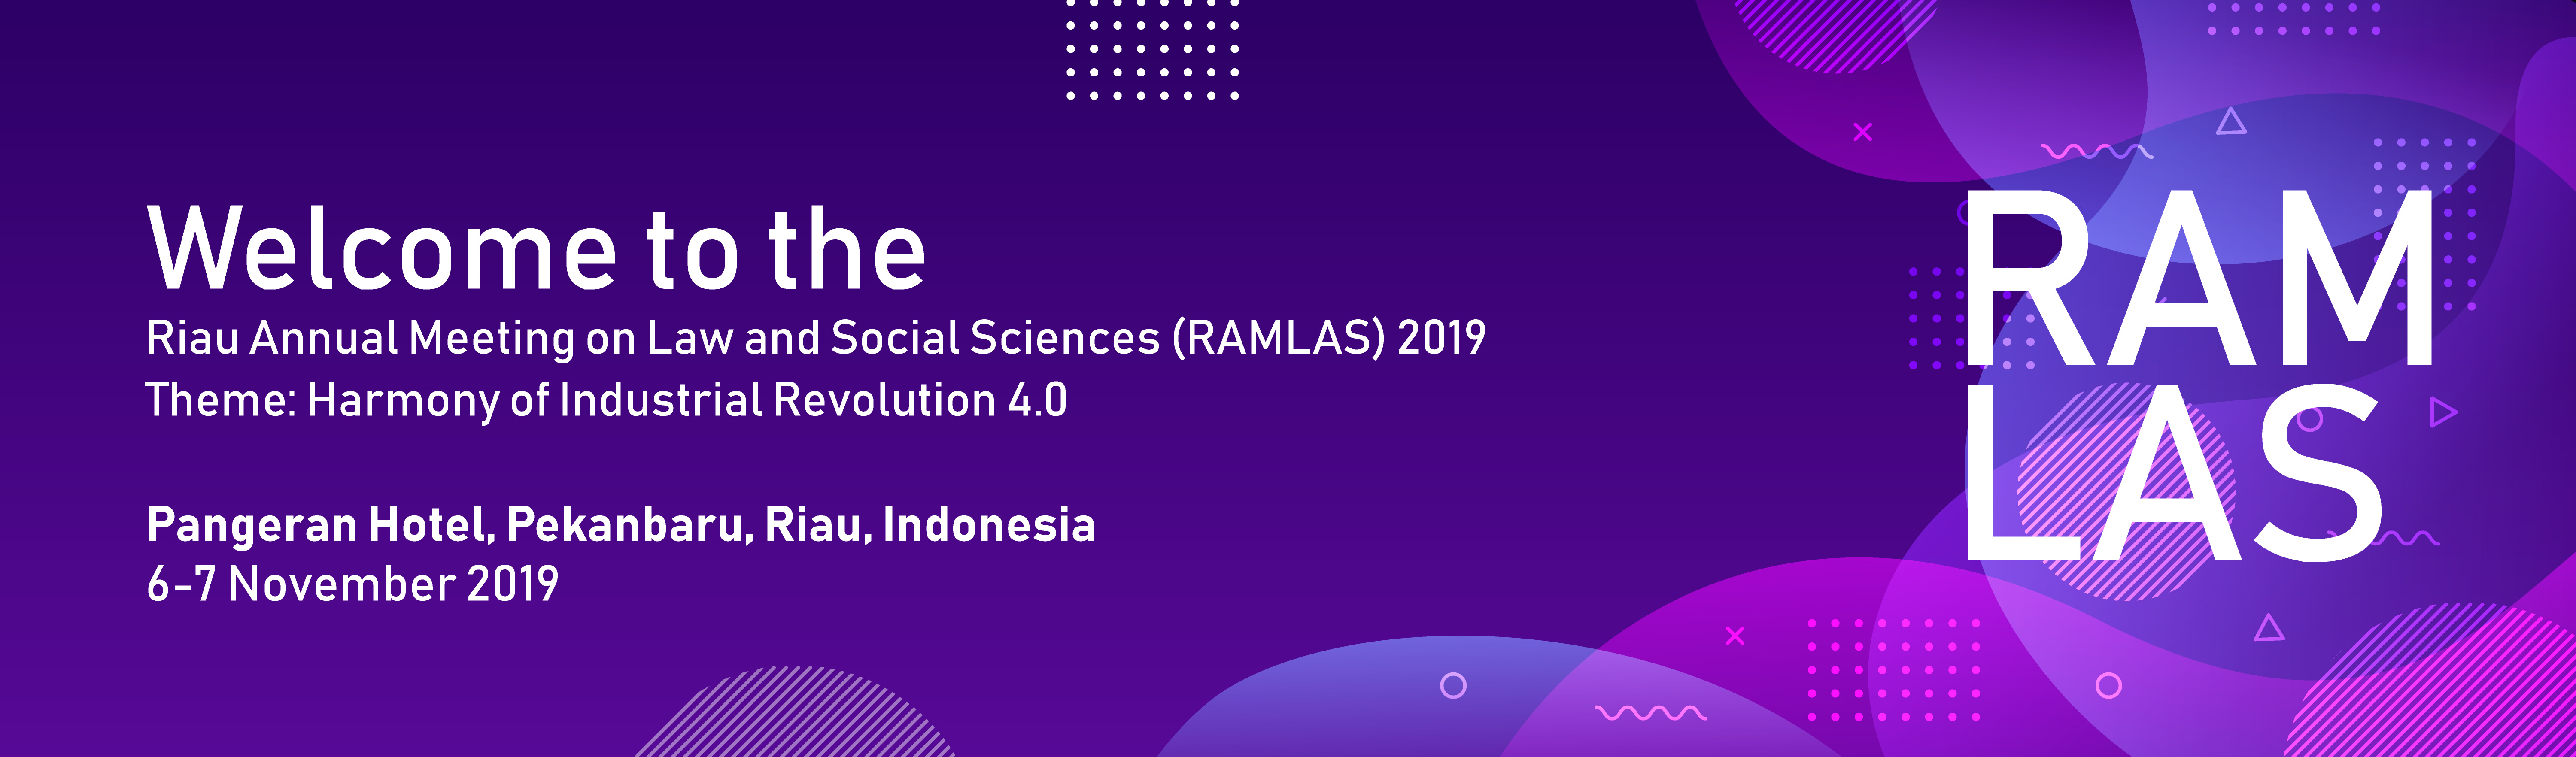 Welcome to the
Riau Annual Meeting on Law and Social Sciences (RAMLAS) 2019
Theme: Harmony of Industrial Revolution 4.0
Pangeran Hotel, Pekanbaru, Riau, Indonesia
6-7 November 2019
RAM
LAS